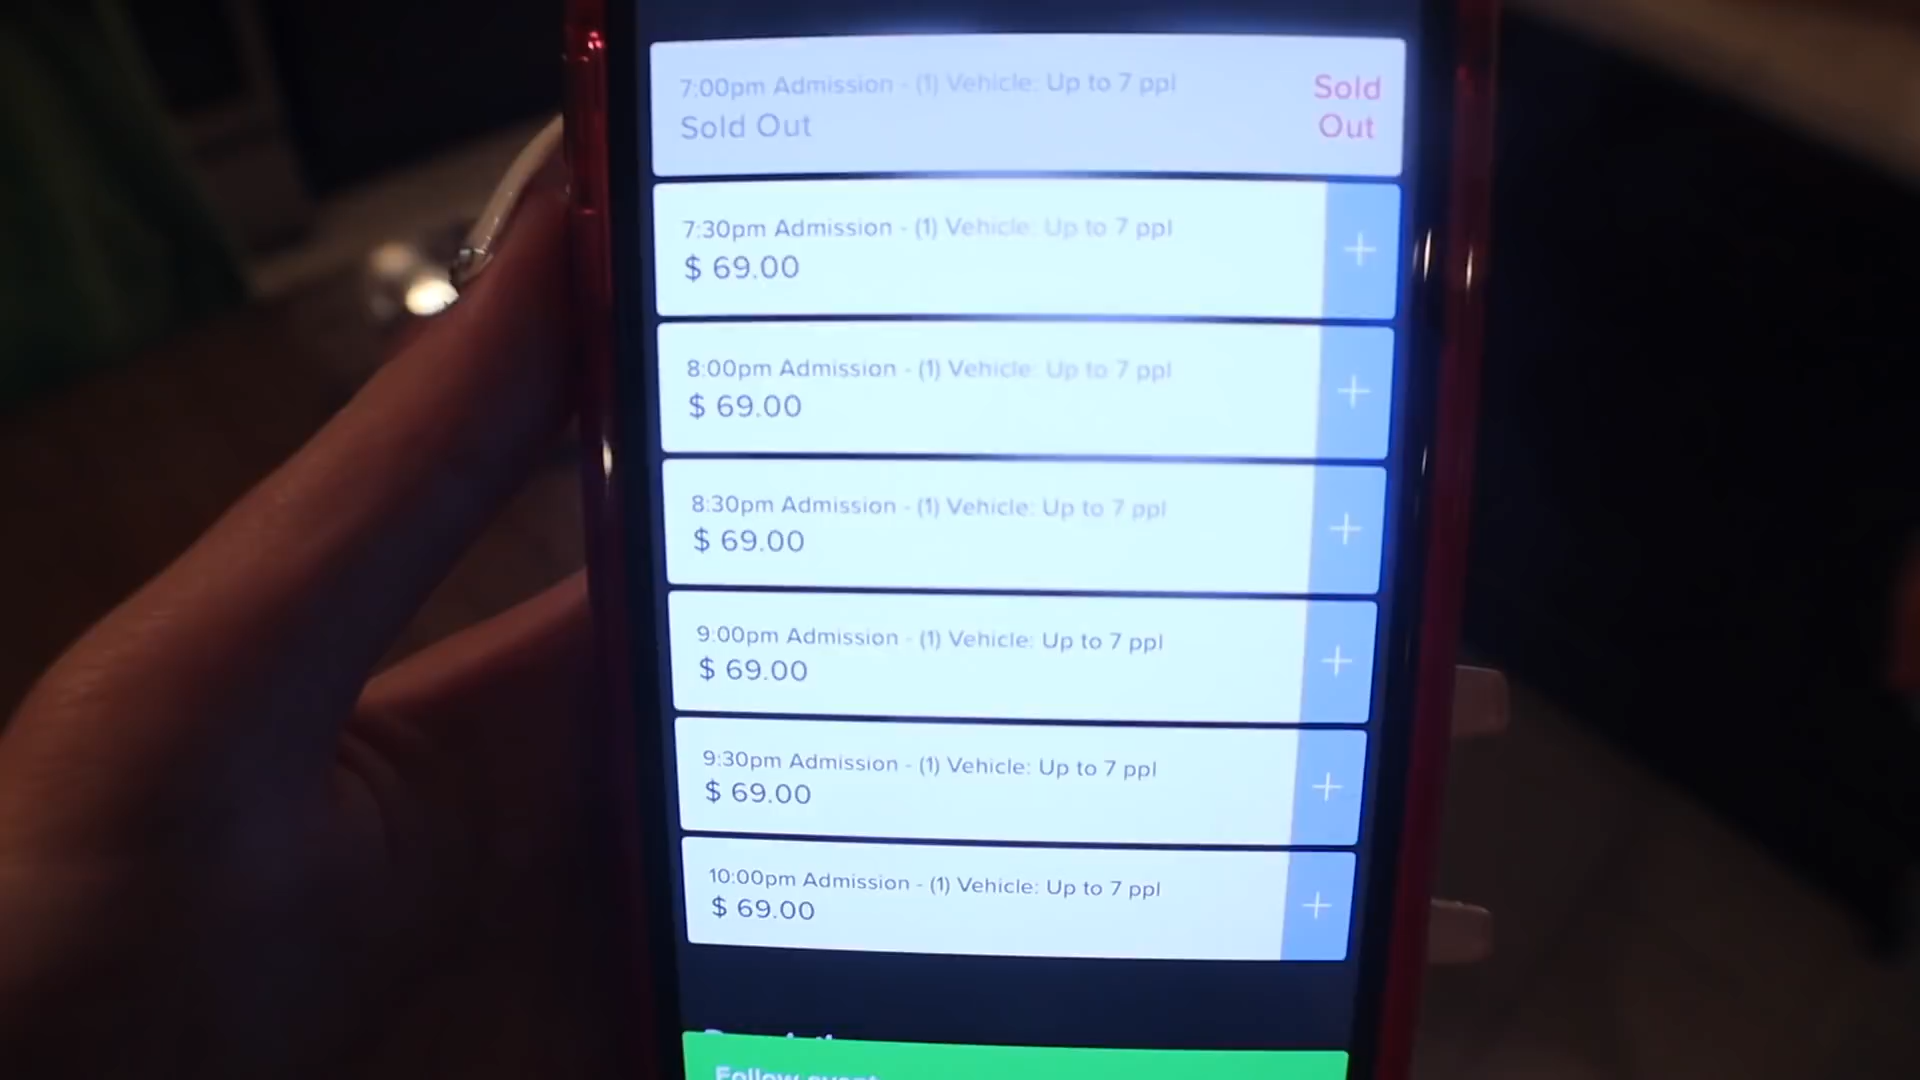 7:00pm Admission - (1) Vehicle: Up to 7 ppl
Sold Out
Sold
Out
7:30pm Admission - (1) Vehicle: Up to 7 ppl
$ 69.00
+
8:00pm Admission - (1) Vehicle: Up to 7 ppl
$ 69.00
+
8:30pm Admission - (1) Vehicle: Up to 7 ppl
$ 69.00
+
9:00pm Admission - (1) Vehicle: Up to 7 ppl
$ 69.00
+
9:30pm Admission - (1) Vehicle: Up to 7 ppl
$ 69.00
+
10:00pm Admission - (1) Vehicle: Up to 7 ppl
$ 69.00
+
Follow event